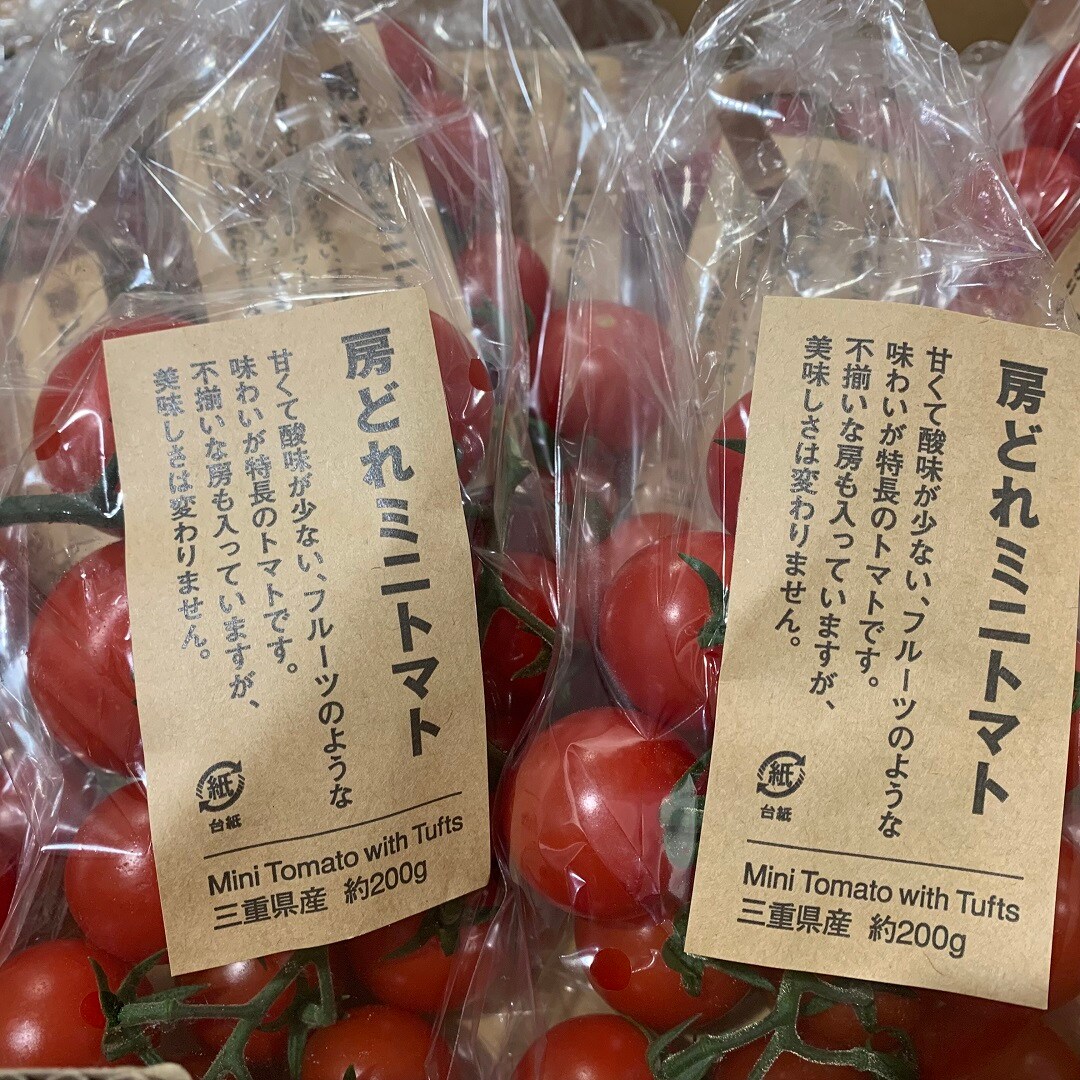 房どれミニトマト
甘くて酸味が少ない、フルーツのような
味わいが特長のトマトです。
不揃いな房も入っていますが、
美味しさは変わりません。
紙
台紙
Mini Tomato with Tufts
三重県産 約200g
房どれミニトマト
甘くて酸味が少ない、フルーツのような
味わいが特長のトマトです。
不揃いな房も入っていますが、
美味しさは変わりません。
紙
台紙
Mini Tomato with Tufts
三重県産 約200g